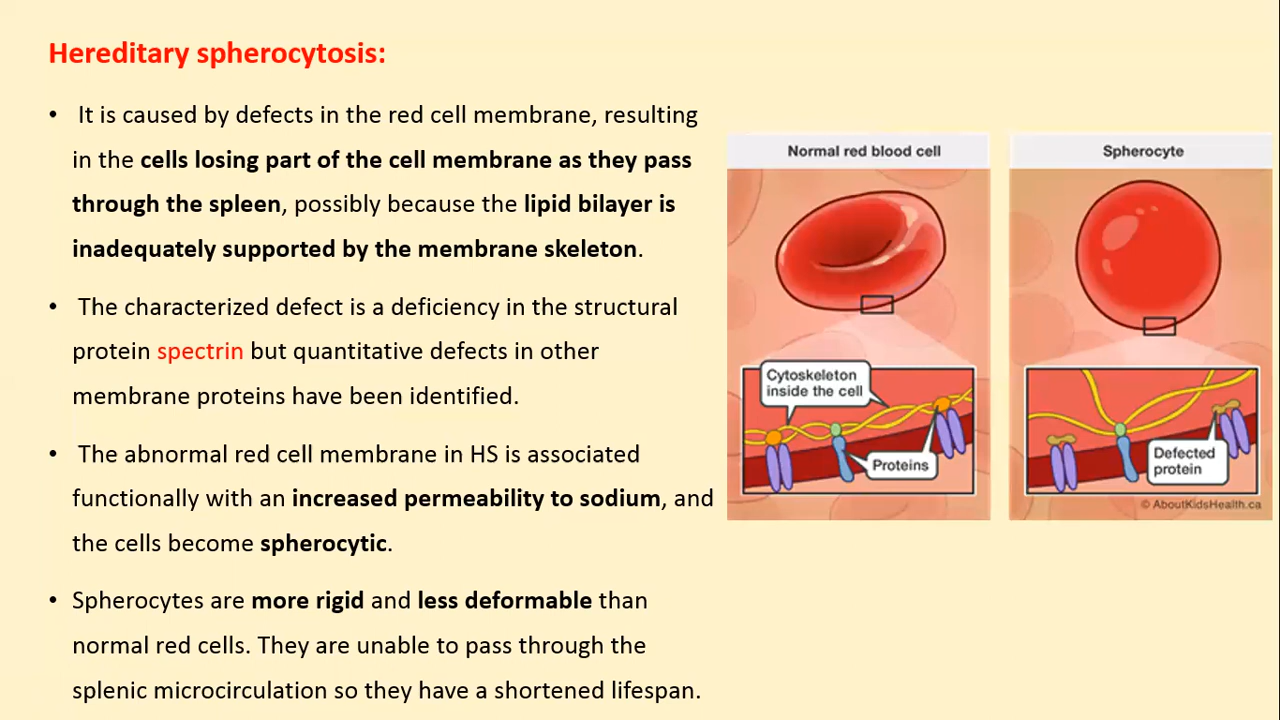 Hereditary spherocytosis:
• It is caused by defects in the red cell membrane, resulting
in the cells losing part of the cell membrane as they pass
through the spleen, possibly because the lipid bilayer is
inadequately supported by the membrane skeleton.
• The characterized defect is a deficiency in the structural
protein spectrin but quantitative defects in other
membrane proteins have been identified.
• The abnormal red cell membrane in HS is associated
functionally with an increased permeability to sodium, and
the cells become spherocytic.
• Spherocytes are more rigid and less deformable than
normal red cells. They are unable to pass through the
splenic microcirculation so they have a shortened lifespan.
Normal red blood cell
Cytoskeleton
inside the cell
Proteins
Spherocyte
Defected
protein
© AboutKidsHealth.ca